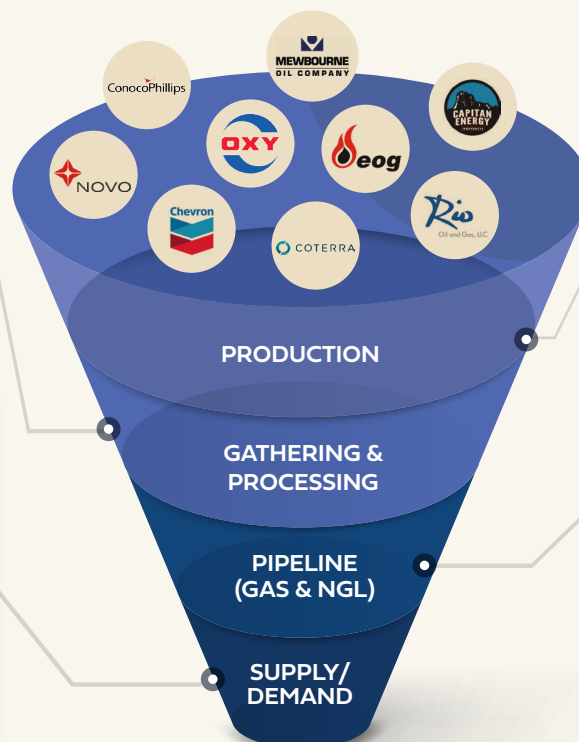 MEWBOURNE
OIL COMPANY
ConocoPhillips
CAPITAN
ENERGY
OXY
eog
NOVO
Rio
Oil and Gas, LLC
Chevron
COTERRA
PRODUCTION
GATHERING &
PROCESSING
PIPELINE
(GAS & NGL)
SUPPLY/
DEMAND